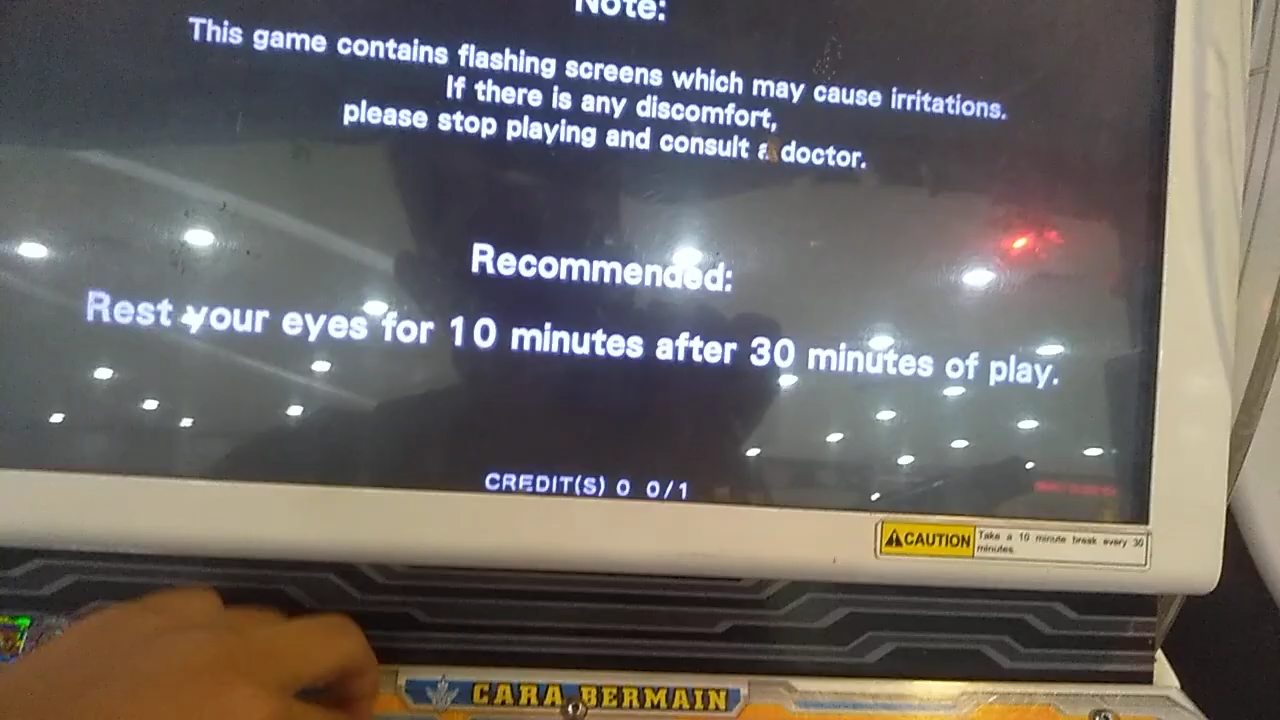 Note:
This game contains flashing screens which may cause irritations.
If there is any discomfort,
please stop playing and consult a doctor.
Recommended:
Rest your eyes for 10 minutes after 30 minutes of play.
CREDIT(S) 0 0/1
CAUTION
Take a 10 minute break every 30
minutes.
CARA BERMAIN